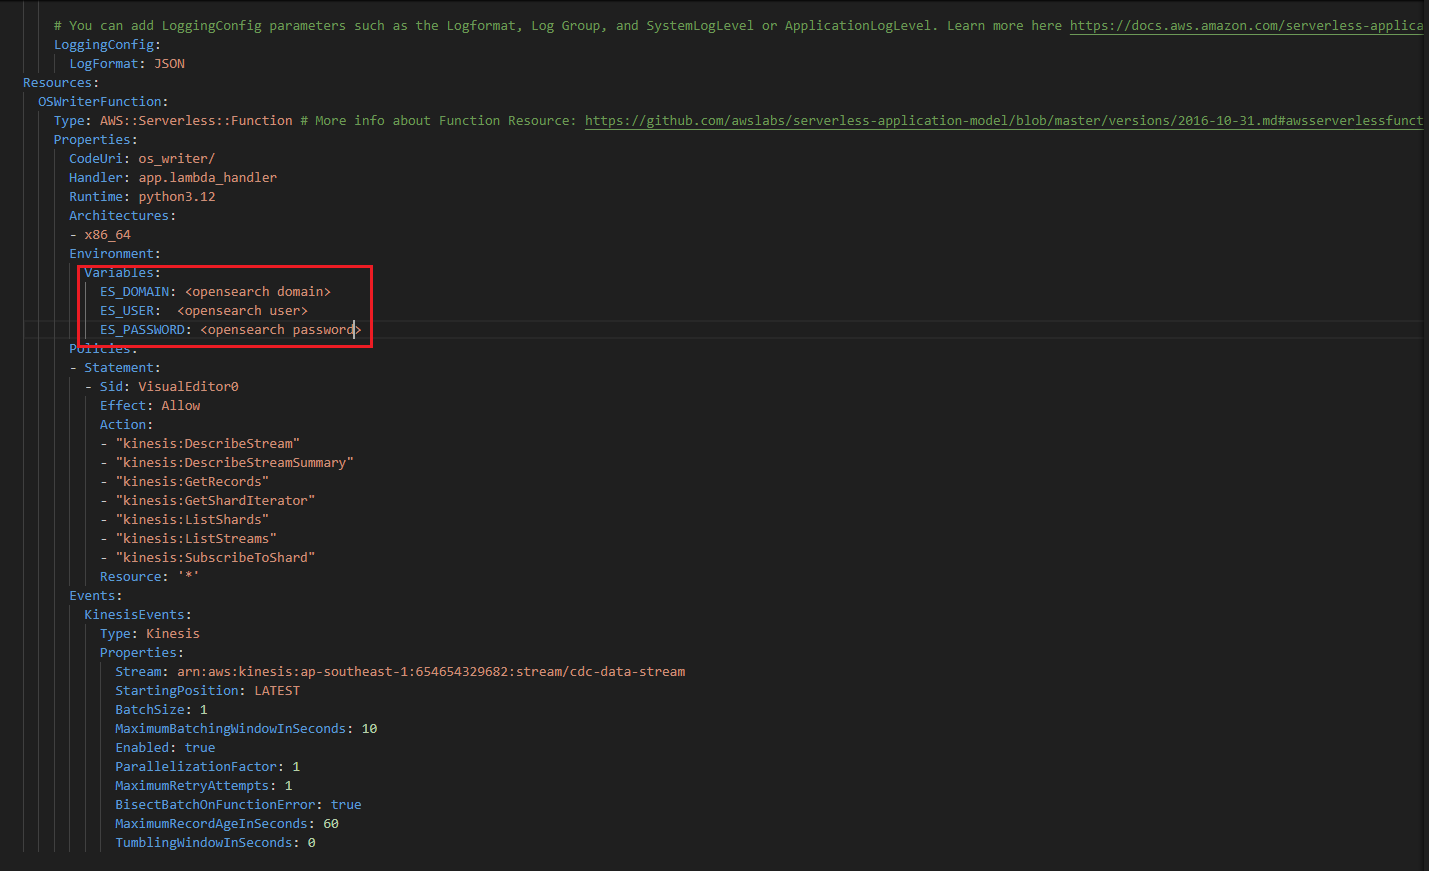 # You can add LoggingConfig parameters such as the Logformat, Log Group, and SystemLogLevel or ApplicationLogLevel. Learn more here https://docs.aws.amazon.com/serverless-applica
LoggingConfig:
LogFormat: JSON
Resources:
OSWriterFunction:
Type: AWS::Serverless::Function # More info about Function Resource: https://github.com/awslabs/serverless-application-model/blob/master/versions/2016-10-31.md#awsserverlessfunct
Properties:
CodeUri: os_writer/
Handler: app.lambda_handler
Runtime: python3.12
Architectures:
- x86_64
Environment:
Variables:
ES_DOMAIN: <opensearch domain>
ES_USER:  <opensearch user>
ES_PASSWORD: <opensearch password>
Policies:
- Statement:
- Sid: VisualEditor0
Effect: Allow
Action:
- "kinesis:DescribeStream"
- "kinesis:DescribeStreamSummary"
- "kinesis:GetRecords"
- "kinesis:GetShardIterator"
- "kinesis:ListShards"
- "kinesis:ListStreams"
- "kinesis:SubscribeToShard"
Resource: '*'
Events:
KinesisEvents:
Type: Kinesis
Properties:
Stream: arn:aws:kinesis:ap-southeast-1:654654329682:stream/cdc-data-stream
StartingPosition: LATEST
BatchSize: 1
MaximumBatchingWindowInSeconds: 10
Enabled: true
ParallelizationFactor: 1
MaximumRetryAttempts: 1
BisectBatchOnFunctionError: true
MaximumRecordAgeInSeconds: 60
TumblingWindowInSeconds: 0